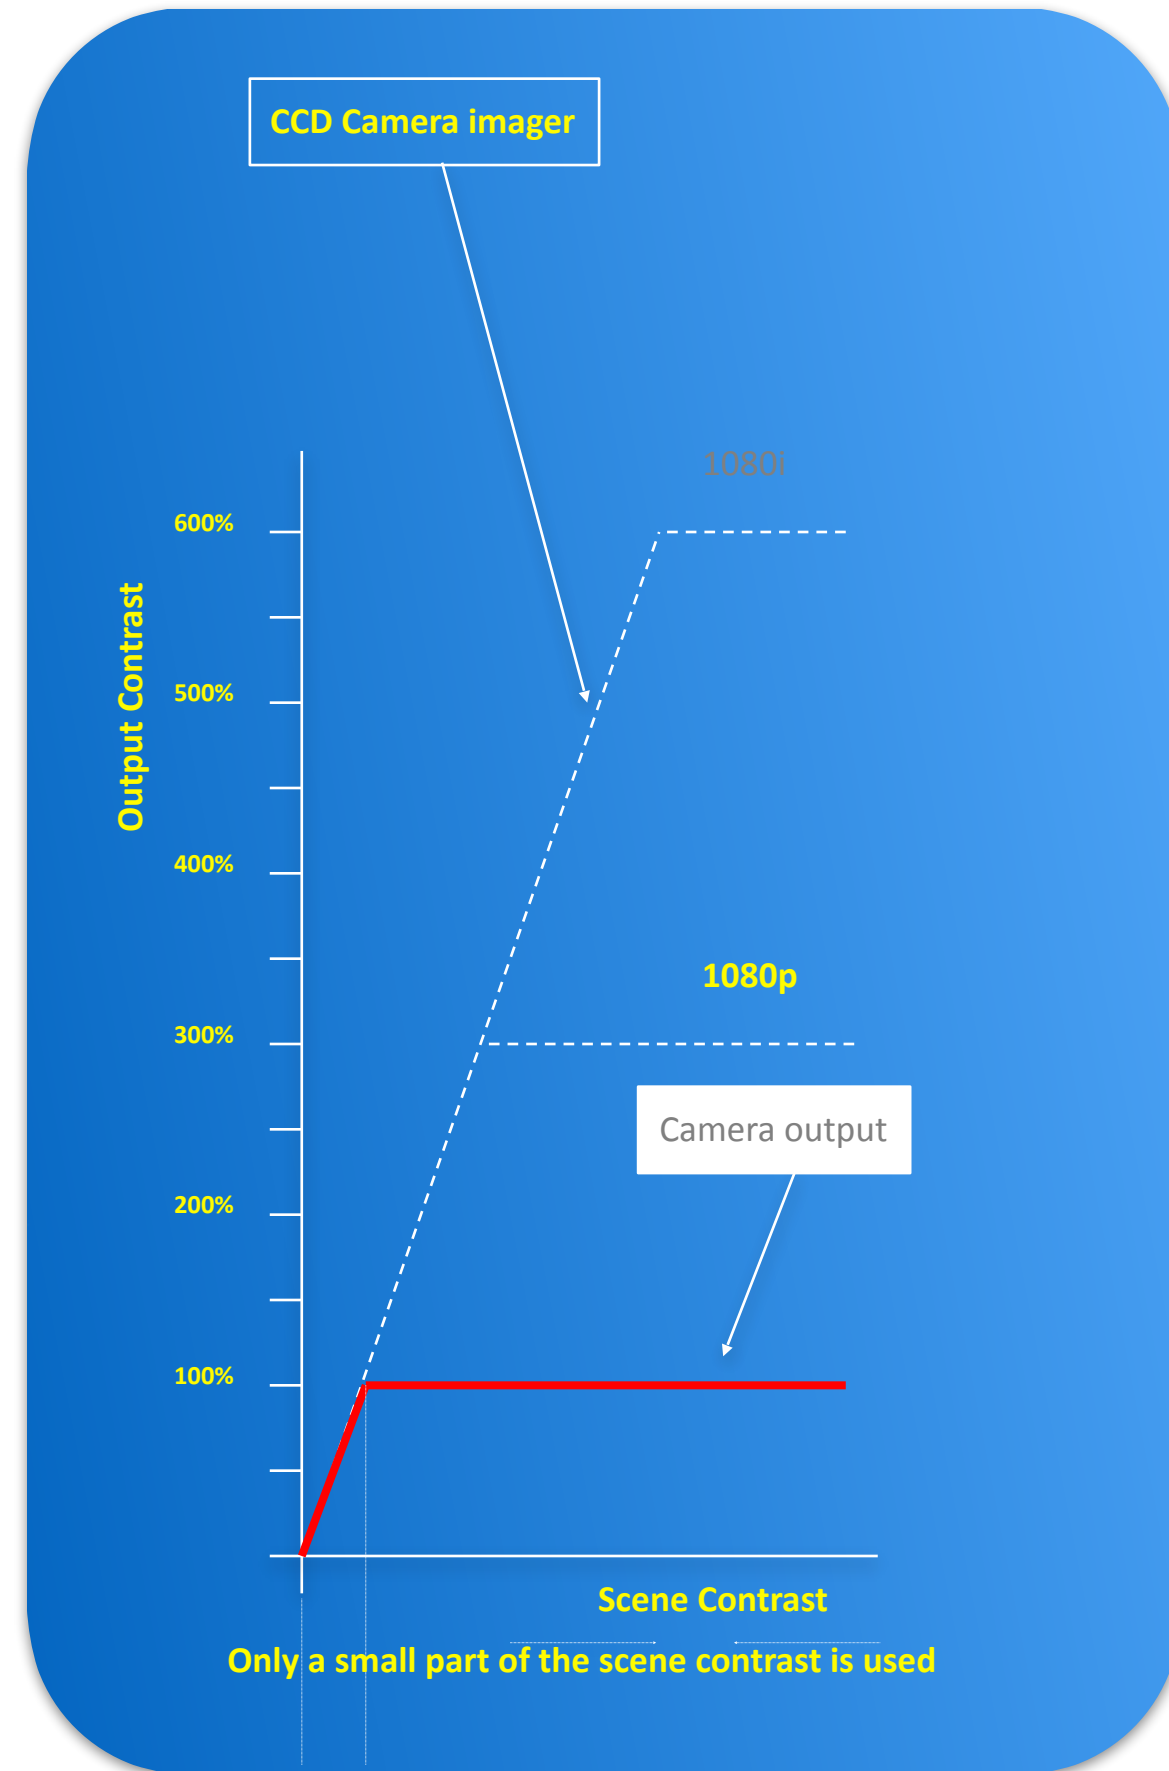 CCD Camera imager
1080i
600%
Output Contrast
500%
400%
1080p
300%
Camera output
200%
100%
Scene Contrast
Only a small part of the scene contrast is used